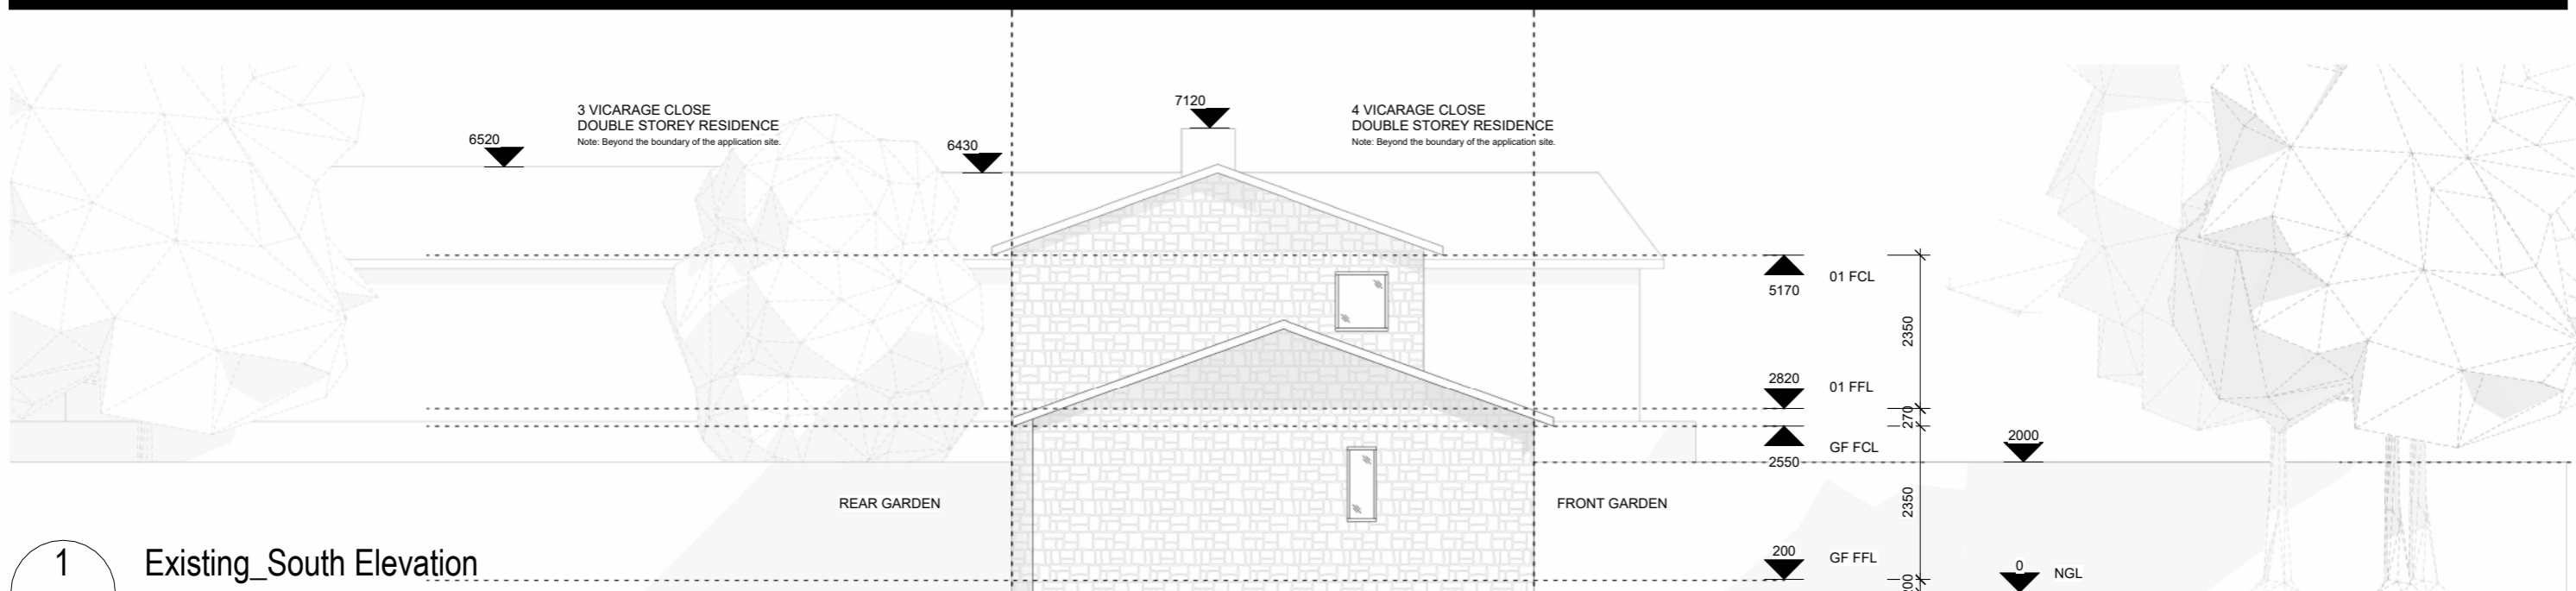 7120
3 VICARAGE CLOSE
DOUBLE STOREY RESIDENCE
Note: Beyond the boundary of the application site.
4 VICARAGE CLOSE
DOUBLE STOREY RESIDENCE
Note: Beyond the boundary of the application site.
6520
6430
01 FCL
5170
2350
2820
01 FFL
270
2000
GF FCL
2550
REAR GARDEN
FRONT GARDEN
2350
1
Existing_South Elevation
200
GF FFL
0
NGL